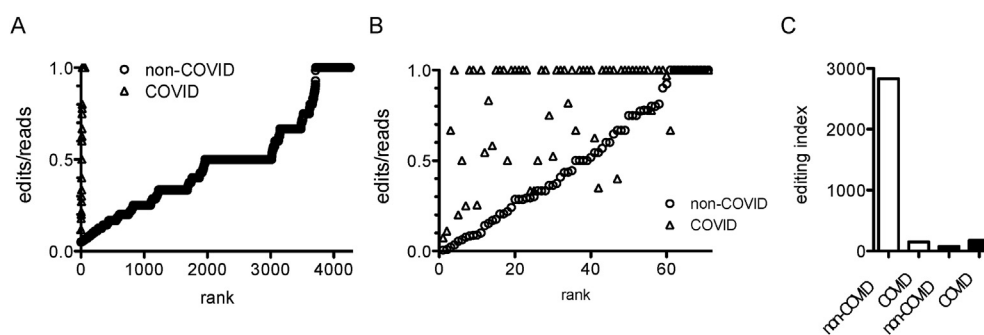 A
edits/reads
1.0
0.5
0.0
non-COVID
COVID
0
1000
2000
3000
4000
rank
B
edits/reads
1.0
0.5
0.0
non-COVID
COVID
0
20
40
60
rank
C
editing index
3000
2000
1000
0
non-COVID
COVID
non-COVID
COVID